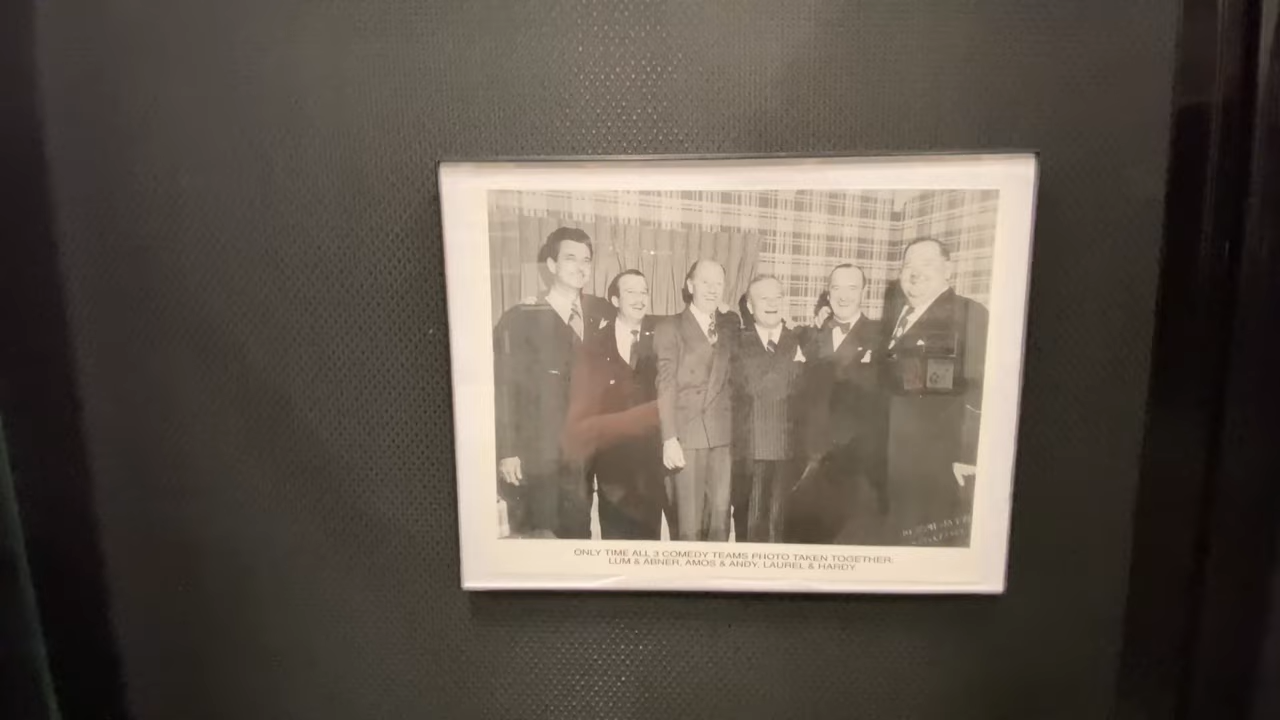 ONLY TIME ALL 3 COMEDY TEAMS PHOTO TAKEN TOGETHER.
LUM & ABNER, AMOS & ANDY, LAUREL & HARDY